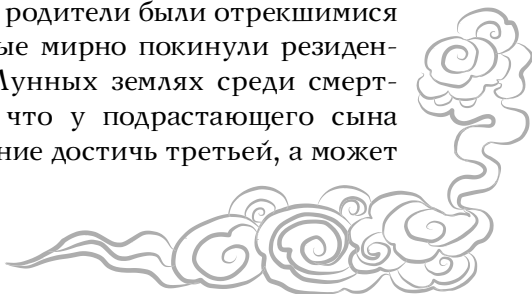 родители были отрекшимися
ые мирно покинули резиден-
Лунных землях среди смерт-
что у подрастающего сына
ние достичь третьей, а может